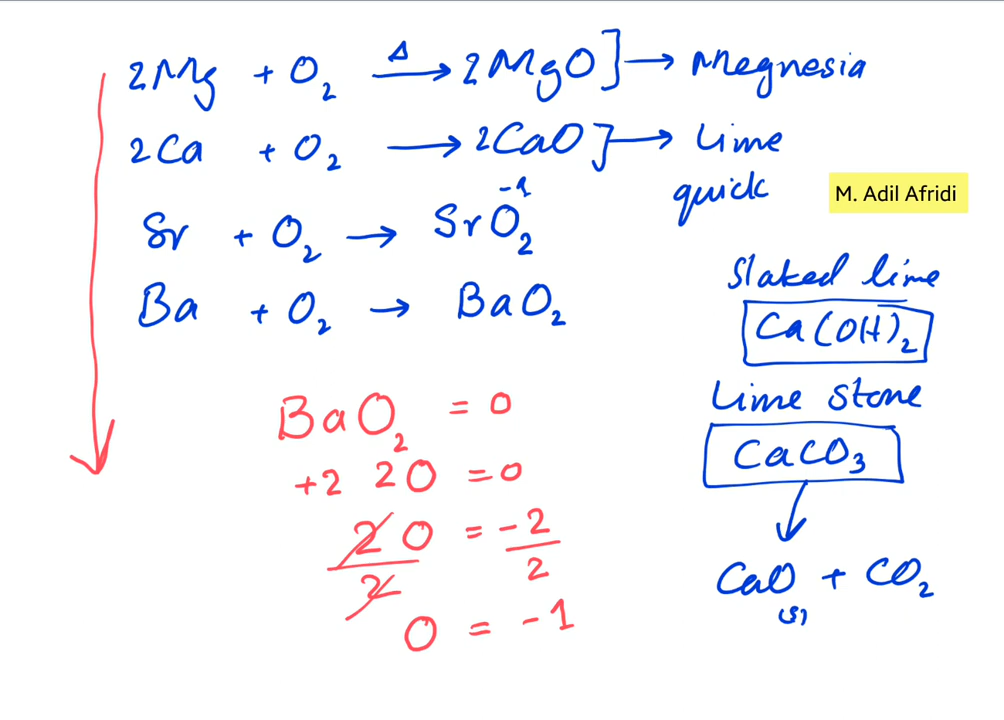 2Mg + O₂ →Δ 2MgO] → Megnesia
2Ca + O₂ → 2CaO} → Lime
quick
Sr + O₂ → SrO₂⁻¹
Ba + O₂ → BaO₂
M. Adil Afridi
Slaked lime
Ca(OH)₂
Lime stone
CaCO₃
CaO(s) + CO₂
BaO₂ = 0
+2 2O = 0
2O/2 = -2/2
O = -1